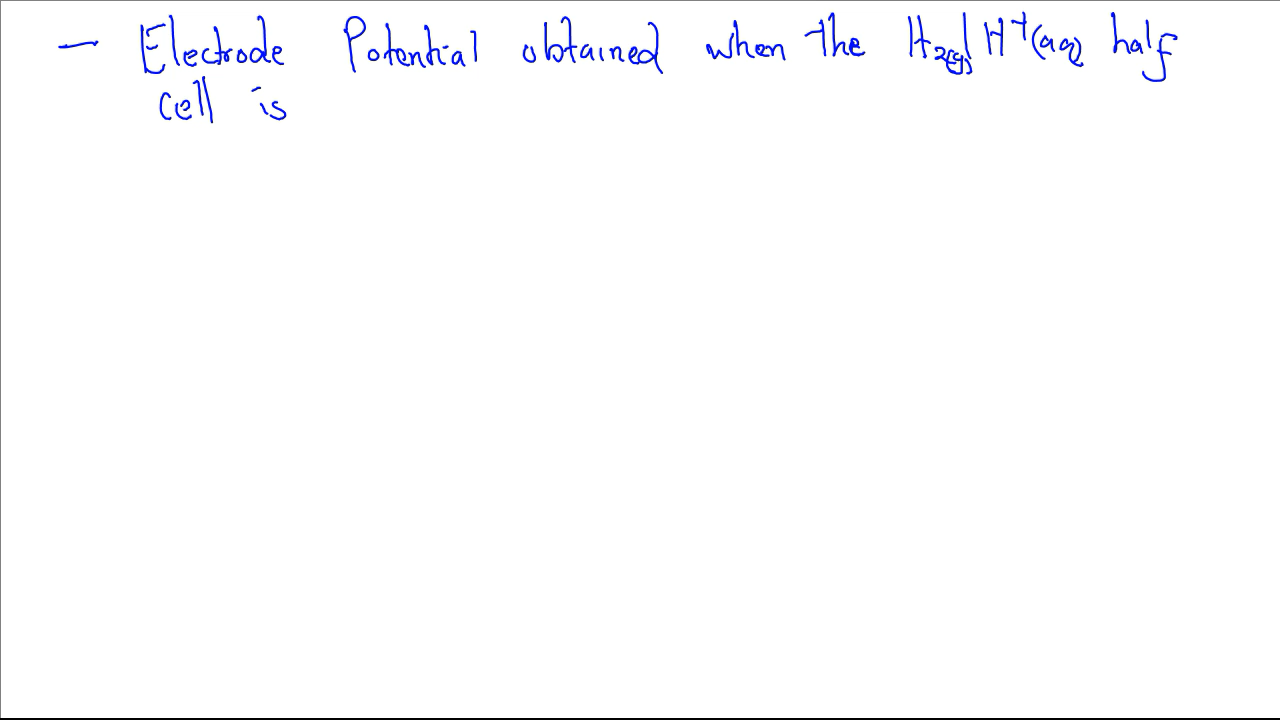 — Electrode Potential obtained when the H2(g)|H+(aq) half
cell is